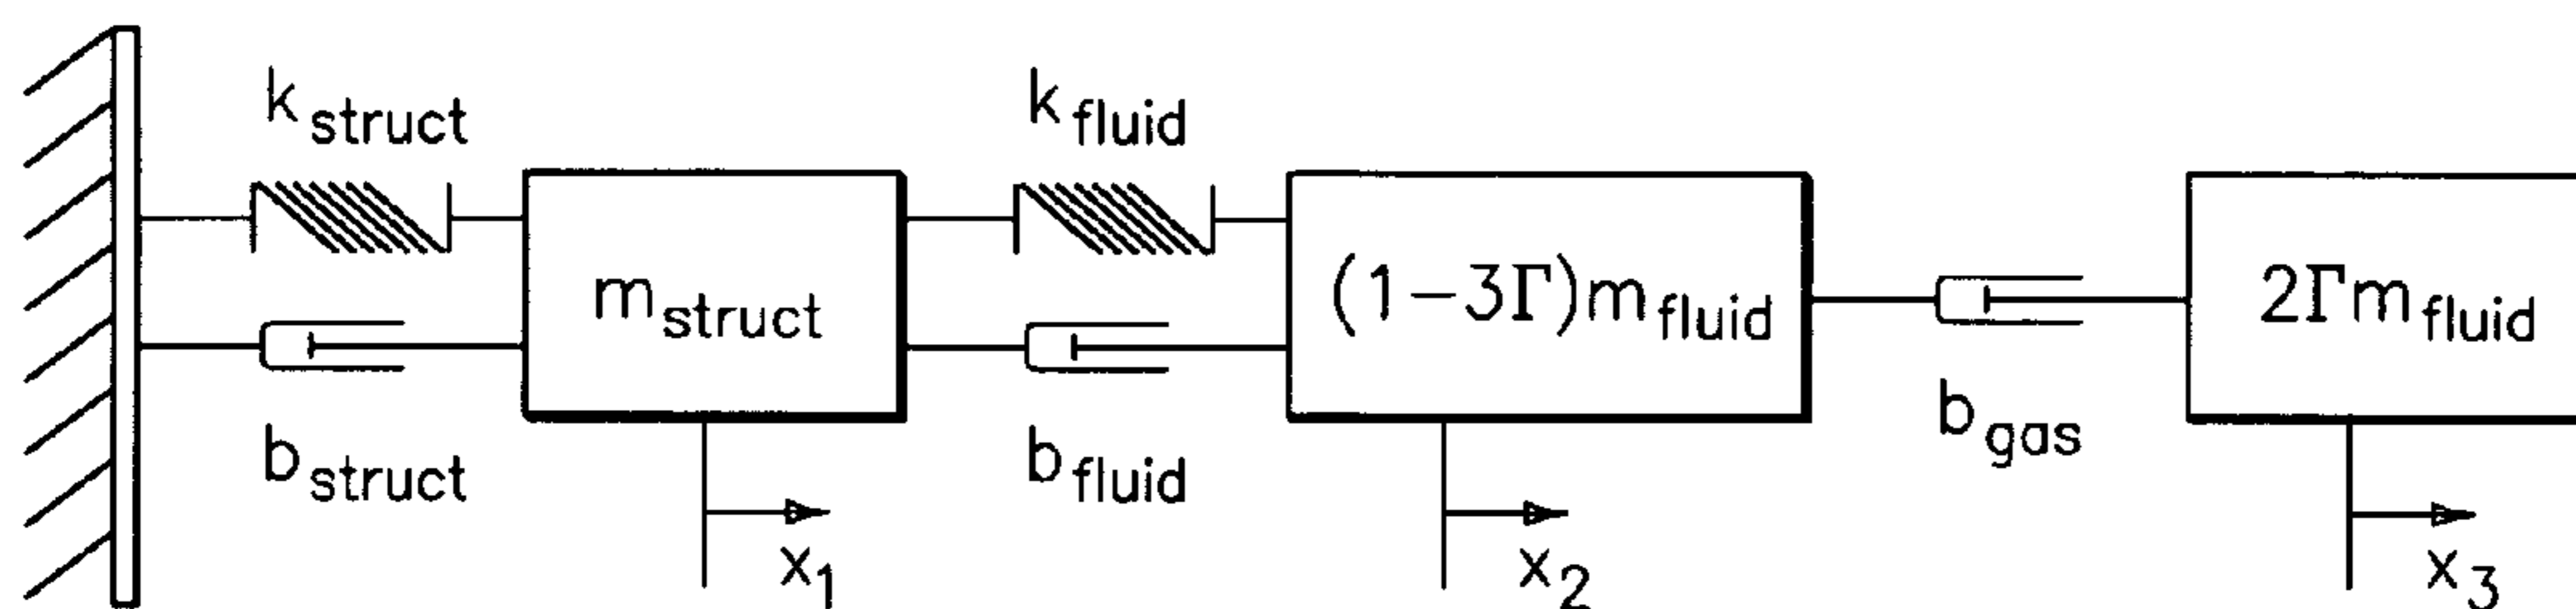 k struct
k fluid
m struct
(1-3Γ)m fluid
2Γm fluid
b struct
b fluid
b gas
x1
x2
x3